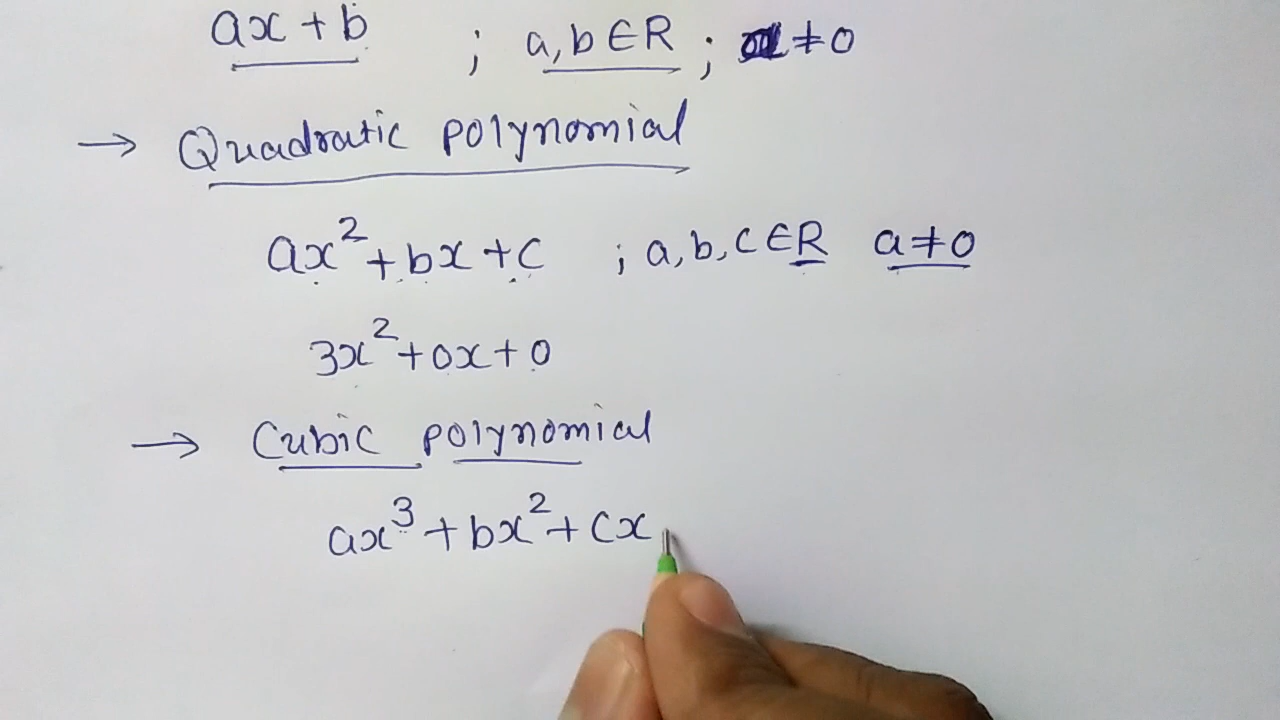 ax + b ; a, b ∈ R ; ≠ 0
→ Quadratic polynomial
ax² + bx + c ; a, b, c ∈ R a ≠ 0
3x² + 0x + 0
→ Cubic polynomial
ax³ + bx² + cx